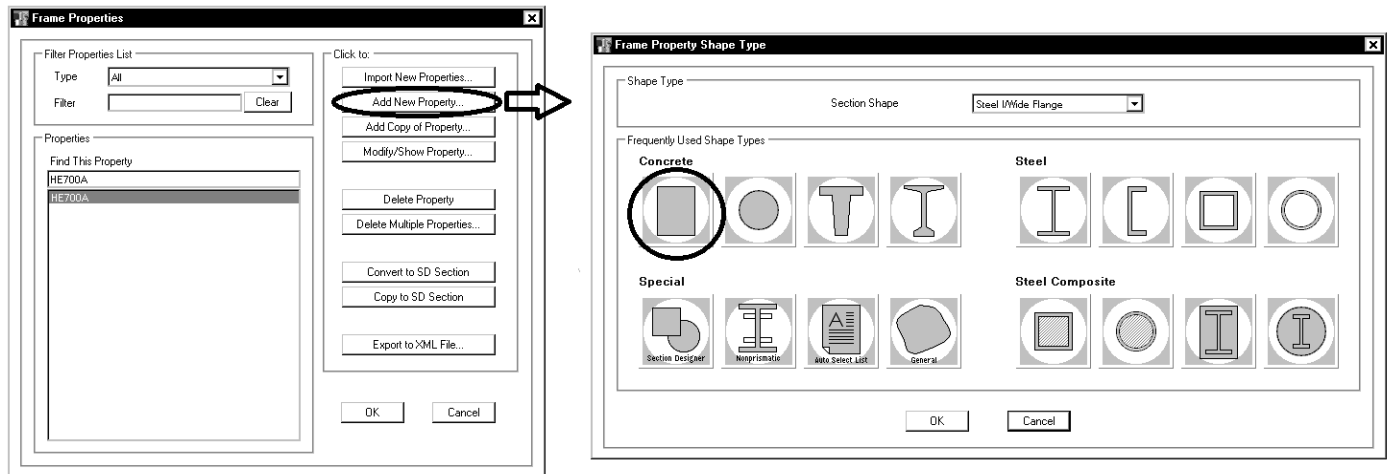 Frame Properties
Filter Properties List
Type All
Filter Clear
Properties
Find This Property
HE700A
HE700A
Click to:
Import New Properties...
Add New Property...
Add Copy of Property...
Modify/Show Property...
Delete Property
Delete Multiple Properties...
Convert to SD Section
Copy to SD Section
Export to XML File...
OK Cancel
Frame Property Shape Type
Shape Type
Section Shape Steel I/Wide Flange
Frequently Used Shape Types
Concrete Steel
Special Steel Composite
Section Designer Nonprismatic Auto Select List General
OK Cancel